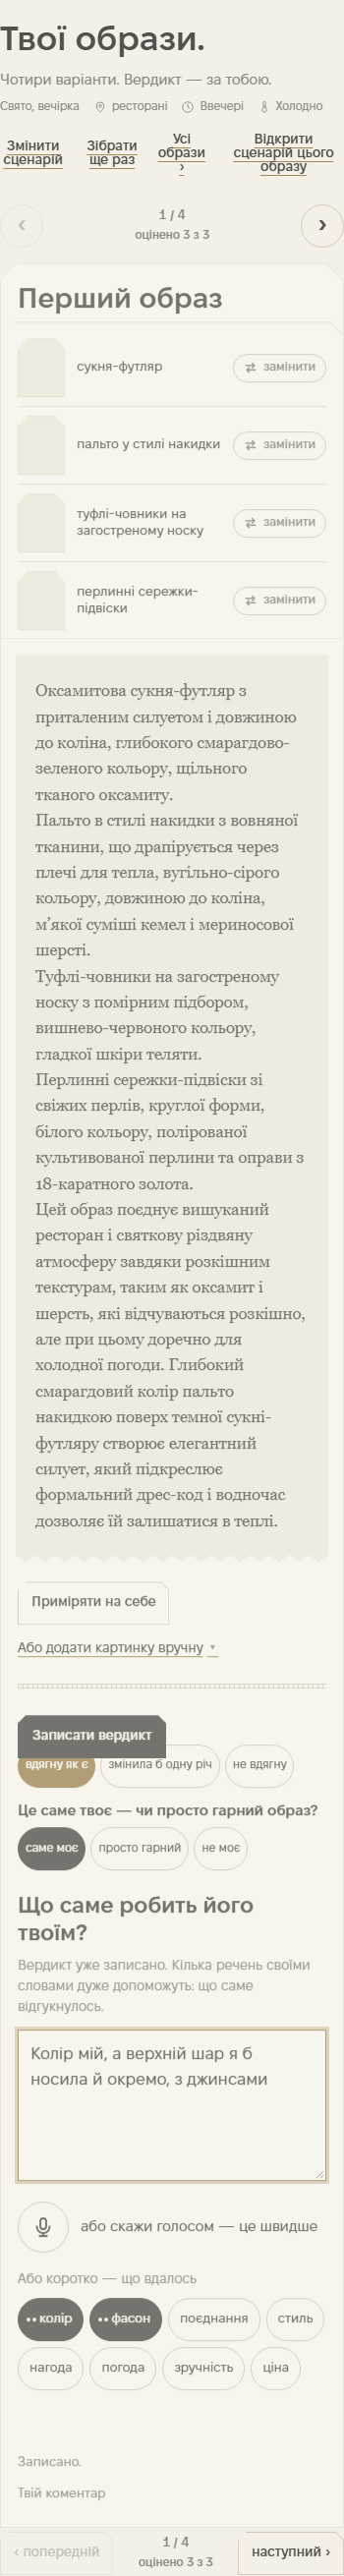 Твої образи.
Чотири варіанти. Вердикт — за тобою.
Свято, вечірка ресторані Ввечері Холодно
Змінити сценарій
Зібрати ще раз
Усі образи ›
Відкрити сценарій цього образу
‹ 1 / 4 ›
оцінено 3 з 3
Перший образ
сукня-футляр замінити
пальто у стилі накидки замінити
туфлі-човники на
загостреному носку замінити
перлинні сережки-
підвіски замінити
Оксамитова сукня-футляр з
приталеним силуетом і довжиною
до коліна, глибокого смарагдово-
зеленого кольору, щільного
тканого оксамиту.
Пальто в стилі накидки з вовняної
тканини, що драпірується через
плечі для тепла, вугільно-сірого
кольору, довжиною до коліна,
м’якої суміші кемел і мериносової
шерсті.
Туфлі-човники на загостреному
носку з помірним підбором,
вишнево-червоного кольору,
гладкої шкіри теляти.
Перлинні сережки-підвіски зі
свіжих перлів, круглої форми,
білого кольору, полірованої
культивованої перлини та оправи з
18-каратного золота.
Цей образ поєднує вишуканий
ресторан і святкову різдвяну
атмосферу завдяки розкішним
текстурам, таким як оксамит і
шерсть, які відчуваються розкішно,
але при цьому доречно для
холодної погоди. Глибокий
смарагдовий колір пальто
накидкою поверх темної сукні-
футляру створює елегантний
силует, який підкреслює
формальний дрес-код і водночас
дозволяє їй залишатися в теплі.
Приміряти на себе
Або додати картинку вручну
Записати вердикт
вдягну як є змінила б одну річ не вдягну
Це саме твоє — чи просто гарний образ?
саме моє просто гарний не моє
Що саме робить його
твоїм?
Вердикт уже записано. Кілька речень своїми
словами дуже допоможуть: що саме
відгукнулось.
Колір мій, а верхній шар я б
носила й окремо, з джинсами
або скажи голосом — це швидше
Або коротко — що вдалось
колір фасон поєднання стиль
нагода погода зручність ціна
Записано.
Твій коментар
‹ попередній 1 / 4 наступний ›
оцінено 3 з 3